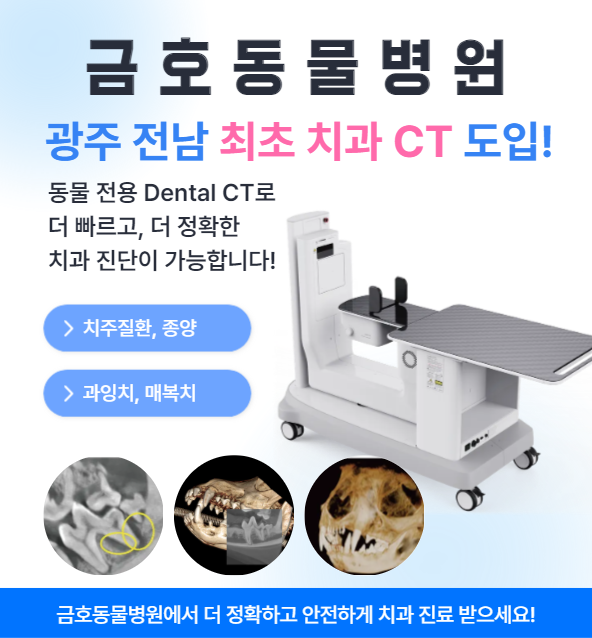 금호동물병원
광주 전남 최초 치과 CT 도입!
동물 전용 Dental CT로
더 빠르고, 더 정확한
치과 진단이 가능합니다!
치주질환, 종양
과잉치, 매복치
금호동물병원에서 더 정확하고 안전하게 치과 진료 받으세요!